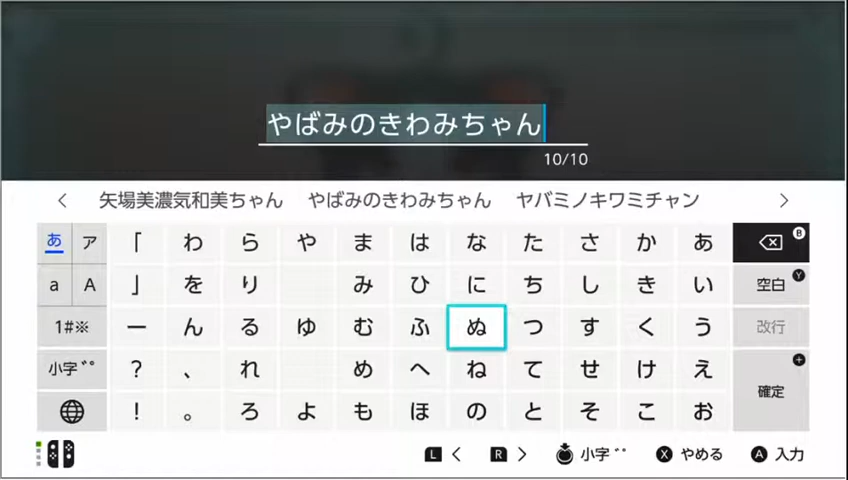 やばみのきわみちゃん
10/10
< 矢場美濃気和美ちゃん やばみのきわみちゃん ヤバミノキワミチャン >
あ ア 「 わ ら や ま は な た さ か あ B
a A 」 を り み ひ に ち し き い 空白 Y
1#※ ー ん る ゆ む ふ ぬ つ す く う 改行
小字゛゜ ? 、 れ め へ ね て せ け え 確定 +
! 。 ろ よ も ほ の と そ こ お
L < R > 小字゛゜ X やめる A 入力